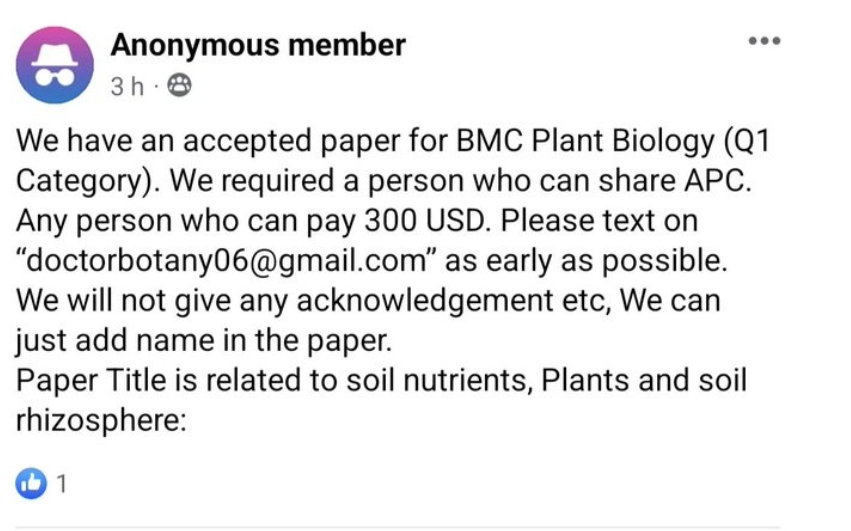 Anonymous member
3 h ·
We have an accepted paper for BMC Plant Biology (Q1
Category). We required a person who can share APC.
Any person who can pay 300 USD. Please text on
“doctorbotany06@gmail.com” as early as possible.
We will not give any acknowledgement etc, We can
just add name in the paper.
Paper Title is related to soil nutrients, Plants and soil
rhizosphere:
1